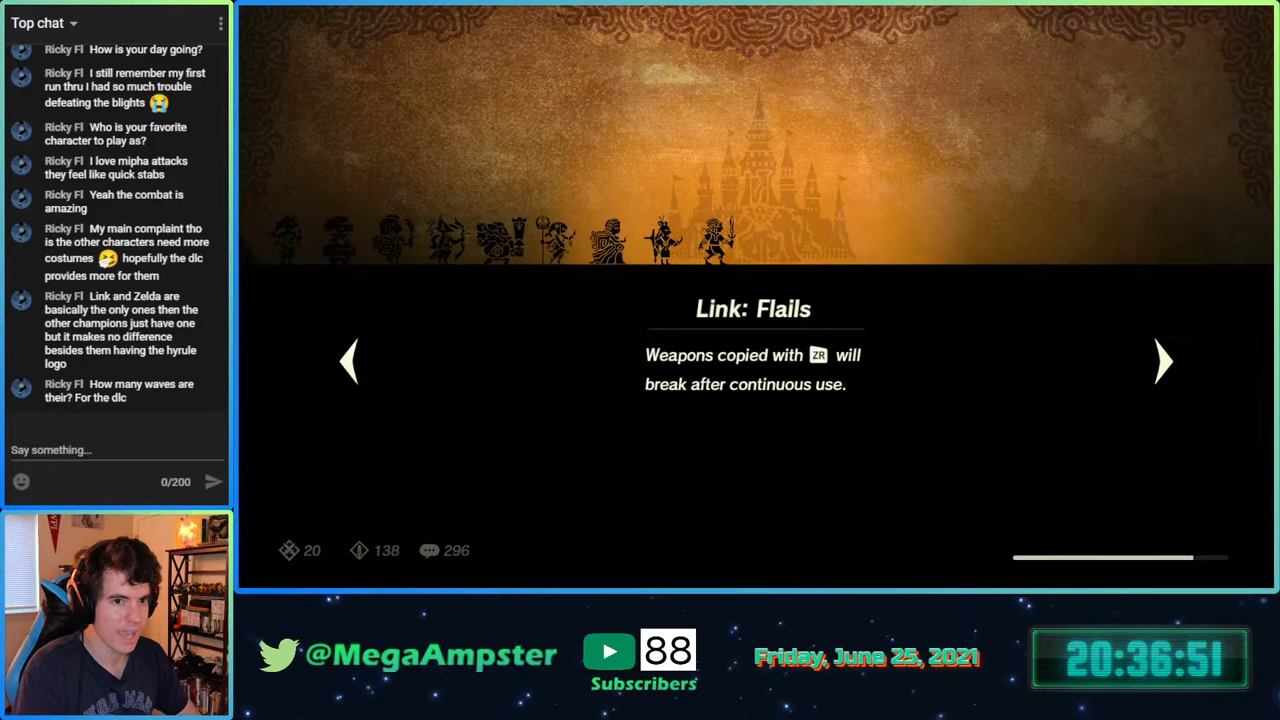 Top chat
Ricky Fl How is your day going?
Ricky Fl I still remember my first
run thru I had so much trouble
defeating the blights 😭
Ricky Fl Who is your favorite
character to play as?
Ricky Fl I love mipha attacks
they feel like quick stabs
Ricky Fl Yeah the combat is
amazing
Ricky Fl My main complaint tho
is the other characters need more
costumes 🤧 hopefully the dlc
provides more for them
Ricky Fl Link and Zelda are
basically the only ones then the
other champions just have one
but it makes no difference
besides them having the hyrule
logo
Ricky Fl How many waves are
their? For the dlc
Say something...
0/200
Link: Flails
Weapons copied with ZR will
break after continuous use.
20 138 296
@MegaAmpster
88
Subscribers
Friday, June 25, 2021
20:36:51